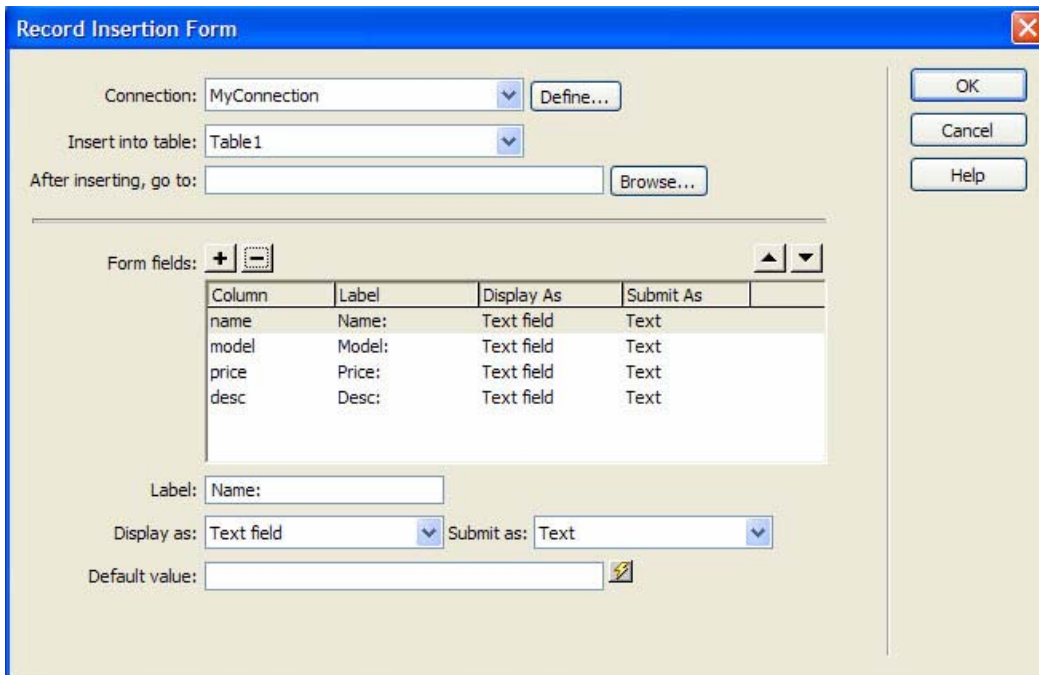 Record Insertion Form
Connection: MyConnection Define... OK
Insert into table: Table1 Cancel
After inserting, go to: Browse... Help
Form fields:
Column Label Display As Submit As
name Name: Text field Text
model Model: Text field Text
price Price: Text field Text
desc Desc: Text field Text
Label: Name:
Display as: Text field Submit as: Text
Default value: